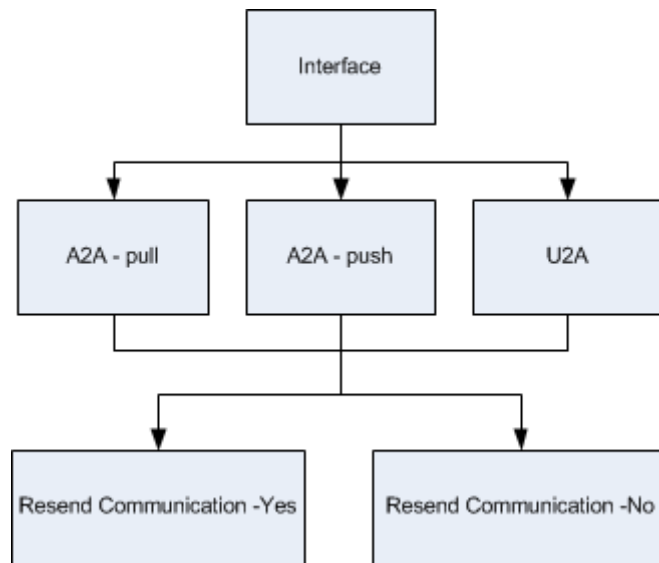 Interface
A2A - pull
A2A - push
U2A
Resend Communication -Yes
Resend Communication -No